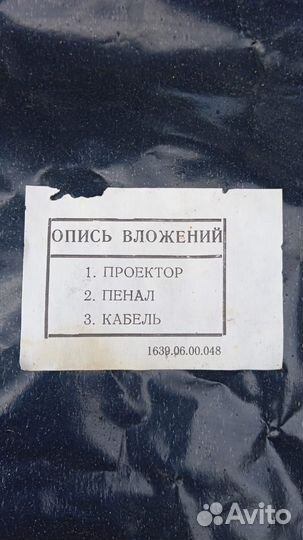 ОПИСЬ ВЛОЖЕНИЙ
1. ПРОЕКТОР
2. ПЕНАЛ
3. КАБЕЛЬ
1639.06.00.048
Avito